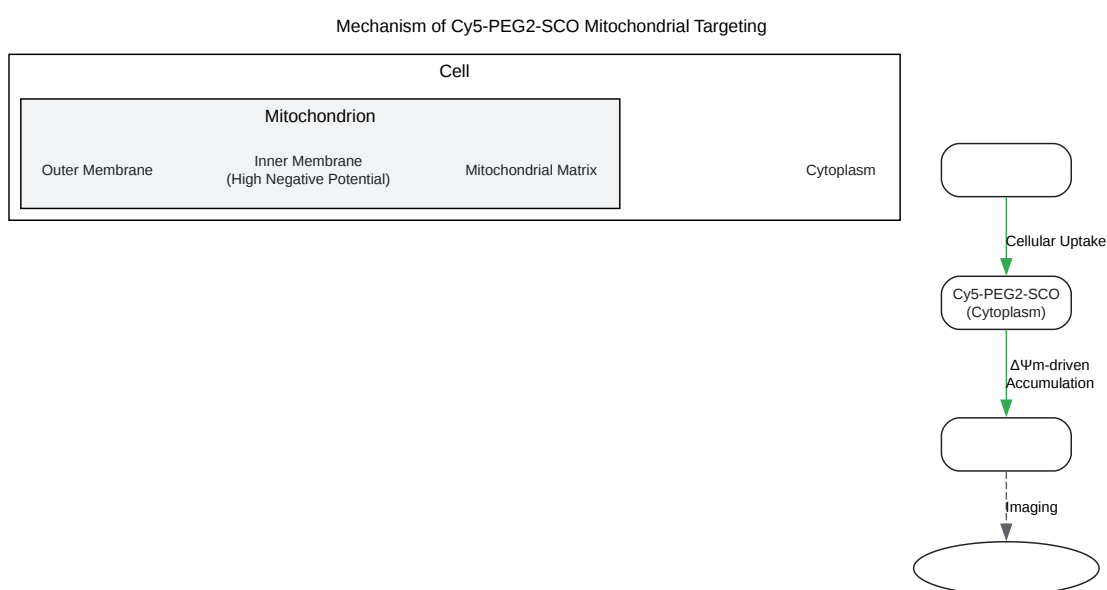 Mechanism of Cy5-PEG2-SCO Mitochondrial Targeting
Cell
Mitochondrion
Outer Membrane
Inner Membrane
(High Negative Potential)
Mitochondrial Matrix
Cytoplasm
Cellular Uptake
Cy5-PEG2-SCO
(Cytoplasm)
ΔΨm-driven
Accumulation
Imaging